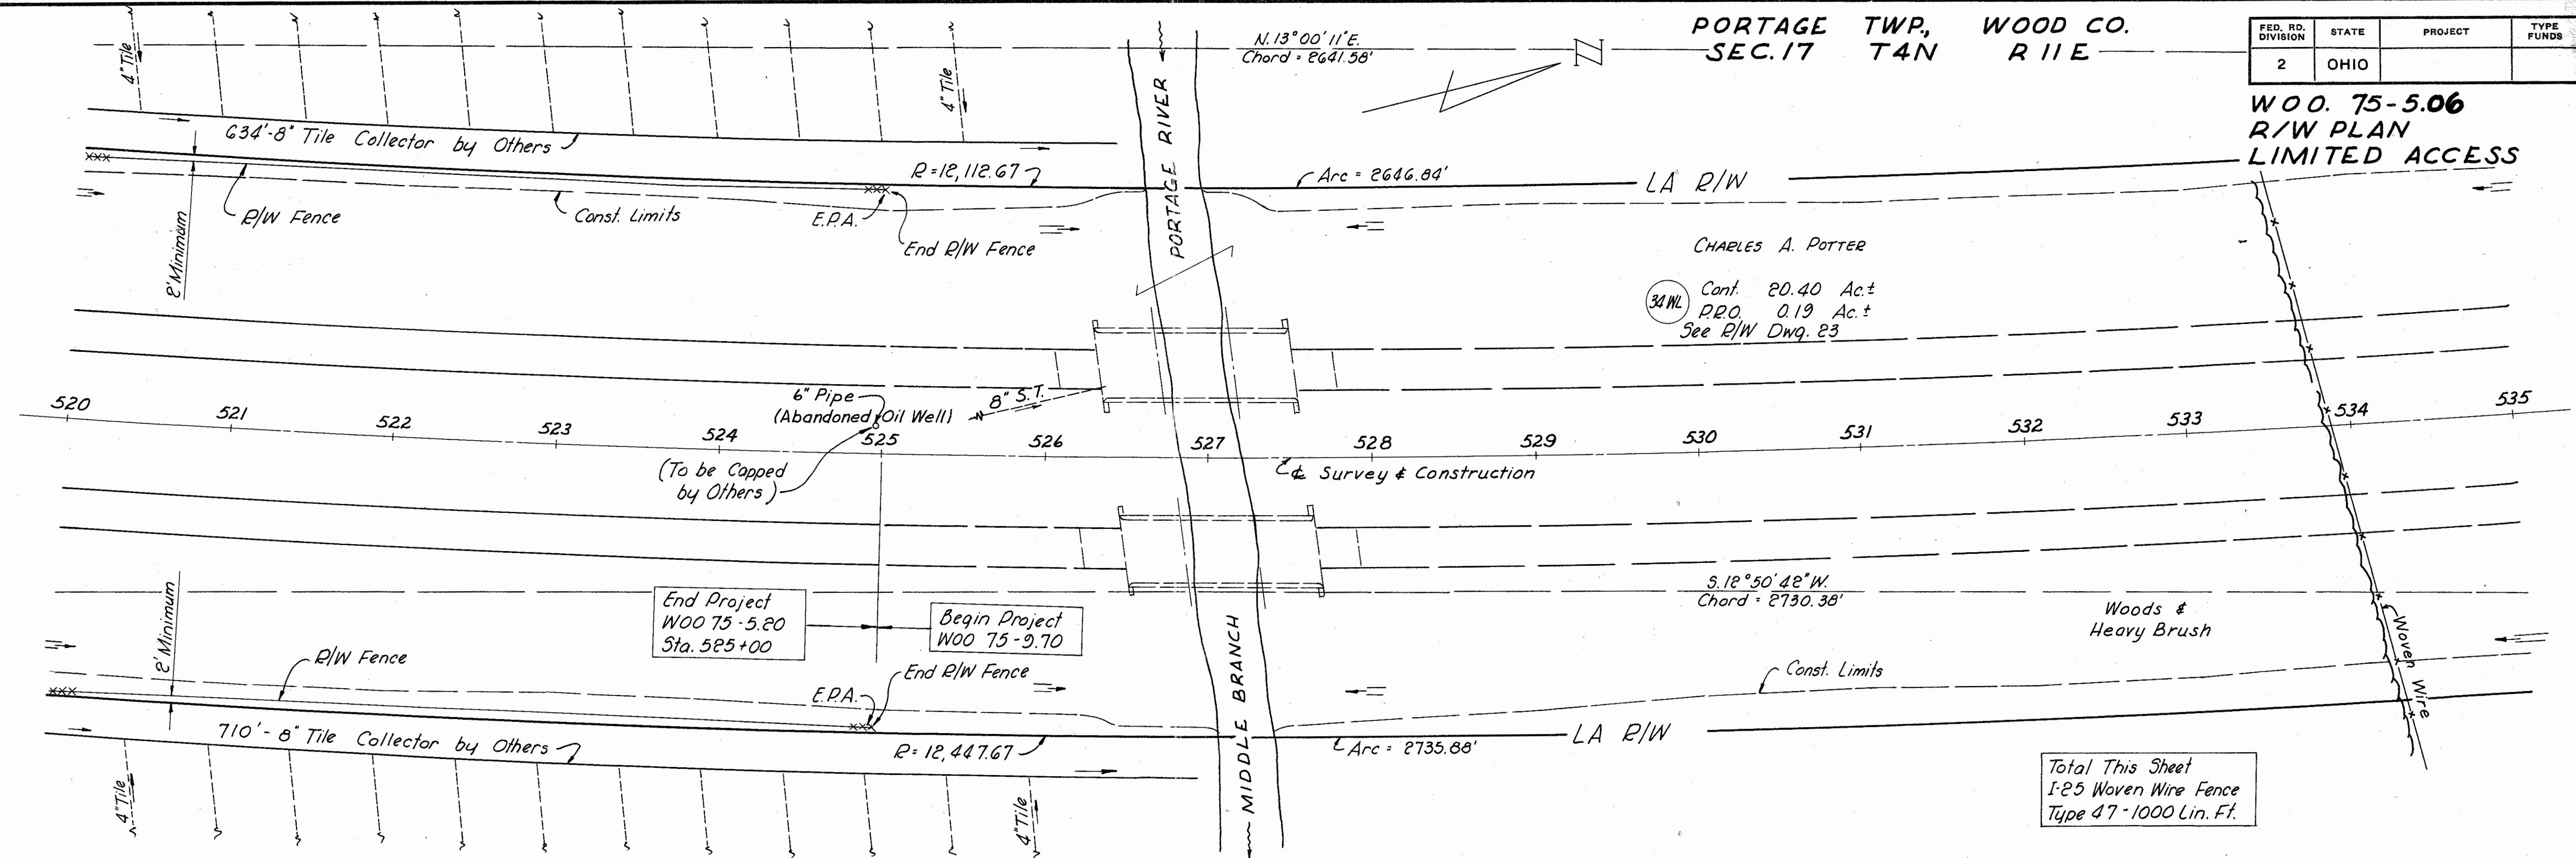 PORTAGE TWP., WOOD CO.
SEC. 17 T4N R 11 E
FED. RD. DIVISION STATE PROJECT TYPE FUNDS
2 OHIO
WOO. 75-5.06
R/W PLAN
LIMITED ACCESS
N. 13° 00' 11" E.
Chord = 2641.58'
N
4" Tile
4" Tile
634'-8" Tile Collector by Others
R=12,112.67
Arc = 2646.84'
LA R/W
PORTAGE RIVER
R/W Fence
Const. Limits
E.P.A.
End R/W Fence
2' Minimum
CHARLES A. POTTER
34 WL
Cont. 20.40 Ac.±
P.R.O. 0.19 Ac.±
See R/W Dwg. 23
6" Pipe
(Abandoned Oil Well)
8" S.T.
520 521 522 523 524 525 526 527 528 529 530 531 532 533 534 535
(To be Capped
by Others)
℄ Survey & Construction
End Project
WOO 75-5.20
Sta. 525+00
Begin Project
WOO 75-9.70
S. 12° 50' 42" W.
Chord = 2730.38'
Woods &
Heavy Brush
Woven Wire
2' Minimum
R/W Fence
E.P.A.
End R/W Fence
Const. Limits
MIDDLE BRANCH
710'-8" Tile Collector by Others
R=12,447.67
Arc = 2735.88'
LA R/W
4" Tile
4" Tile
Total This Sheet
I-25 Woven Wire Fence
Type 47-1000 Lin. Ft.